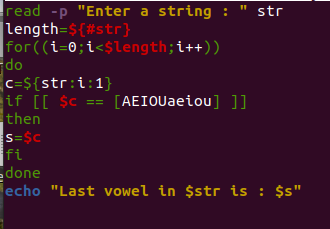 read -p "Enter a string : " str
length=${#str}
for((i=0;i<$length;i++))
do
c=${str:i:1}
if [[ $c == [AEIOUaeiou] ]]
then
s=$c
fi
done
echo "Last vowel in $str is : $s"